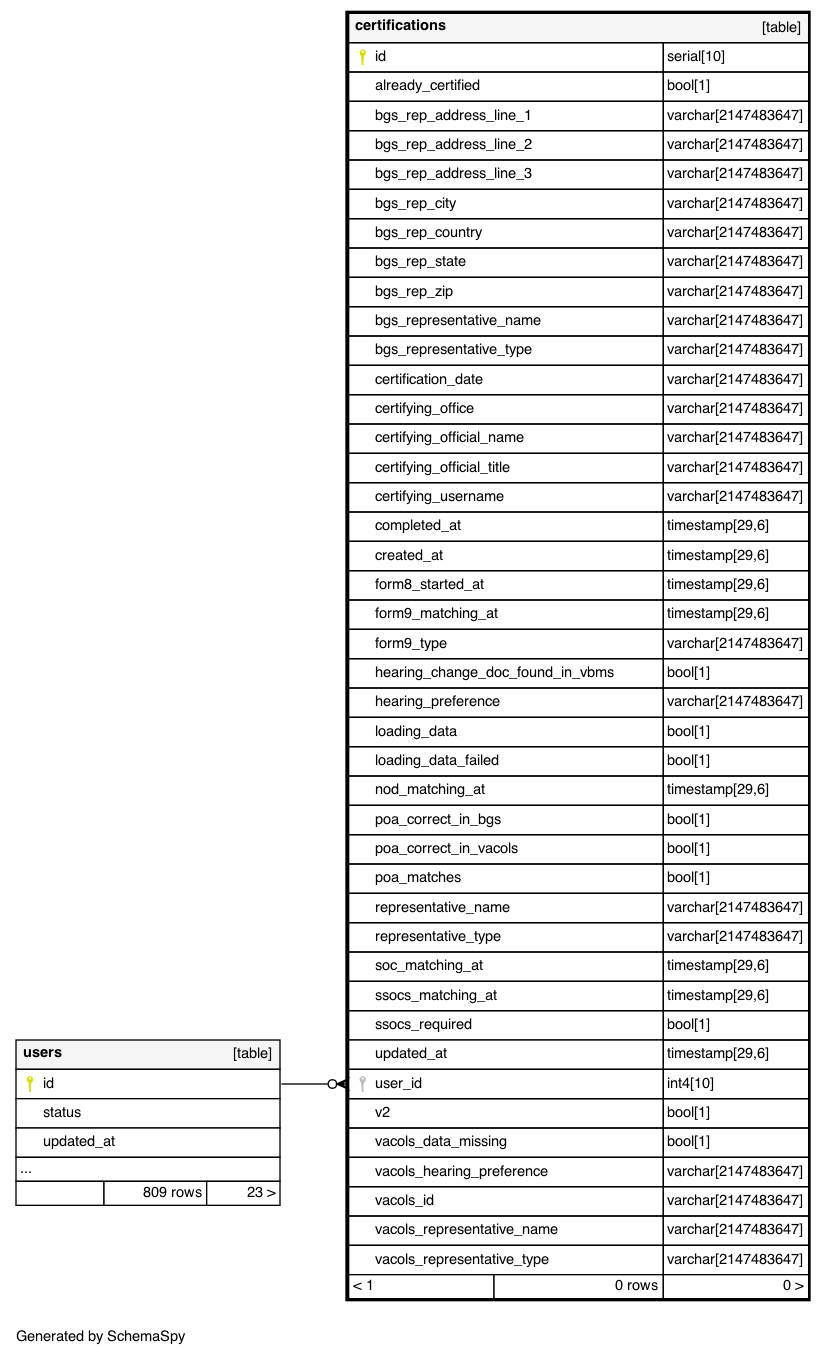 certifications [table]
id serial[10]
already_certified bool[1]
bgs_rep_address_line_1 varchar[2147483647]
bgs_rep_address_line_2 varchar[2147483647]
bgs_rep_address_line_3 varchar[2147483647]
bgs_rep_city varchar[2147483647]
bgs_rep_country varchar[2147483647]
bgs_rep_state varchar[2147483647]
bgs_rep_zip varchar[2147483647]
bgs_representative_name varchar[2147483647]
bgs_representative_type varchar[2147483647]
certification_date varchar[2147483647]
certifying_office varchar[2147483647]
certifying_official_name varchar[2147483647]
certifying_official_title varchar[2147483647]
certifying_username varchar[2147483647]
completed_at timestamp[29,6]
created_at timestamp[29,6]
form8_started_at timestamp[29,6]
form9_matching_at timestamp[29,6]
form9_type varchar[2147483647]
hearing_change_doc_found_in_vbms bool[1]
hearing_preference varchar[2147483647]
loading_data bool[1]
loading_data_failed bool[1]
nod_matching_at timestamp[29,6]
poa_correct_in_bgs bool[1]
poa_correct_in_vacols bool[1]
poa_matches bool[1]
representative_name varchar[2147483647]
representative_type varchar[2147483647]
soc_matching_at timestamp[29,6]
ssocs_matching_at timestamp[29,6]
ssocs_required bool[1]
updated_at timestamp[29,6]
user_id int4[10]
v2 bool[1]
vacols_data_missing bool[1]
vacols_hearing_preference varchar[2147483647]
vacols_id varchar[2147483647]
vacols_representative_name varchar[2147483647]
vacols_representative_type varchar[2147483647]
< 1 0 rows 0 >
users [table]
id
status
updated_at
...
809 rows 23 >
Generated by SchemaSpy